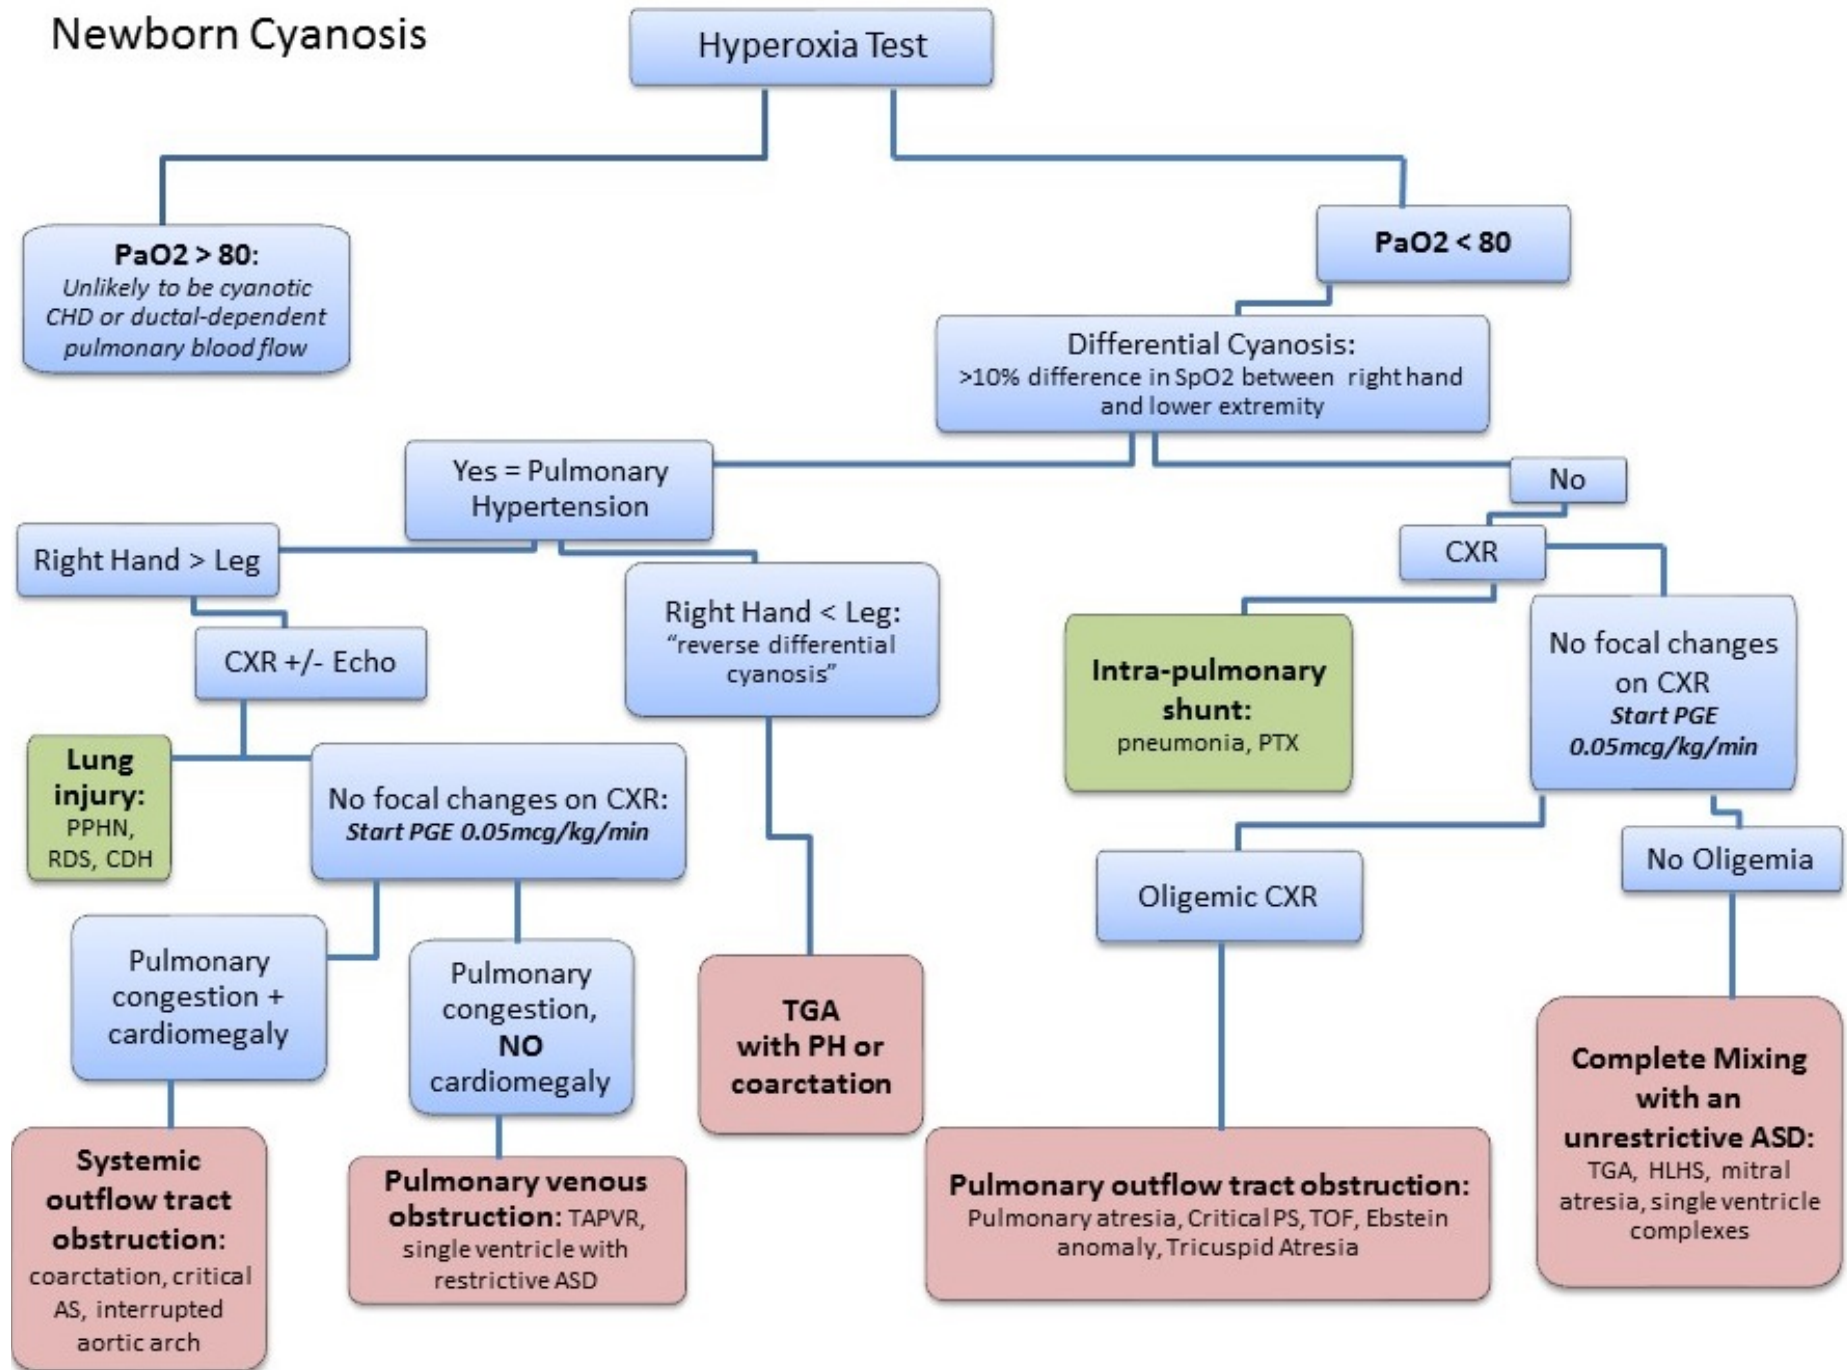 Newborn Cyanosis
Hyperoxia Test
PaO2 > 80:
Unlikely to be cyanotic
CHD or ductal-dependent
pulmonary blood flow
PaO2 < 80
Differential Cyanosis:
>10% difference in SpO2 between right hand
and lower extremity
Yes = Pulmonary
Hypertension
No
Right Hand > Leg
CXR
Right Hand < Leg:
"reverse differential
cyanosis"
CXR +/- Echo
Intra-pulmonary
shunt:
pneumonia, PTX
No focal changes
on CXR
Start PGE
0.05mcg/kg/min
Lung
injury:
PPHN,
RDS, CDH
No focal changes on CXR:
Start PGE 0.05mcg/kg/min
Oligemic CXR
No Oligemia
Pulmonary
congestion +
cardiomegaly
Pulmonary
congestion,
NO
cardiomegaly
TGA
with PH or
coarctation
Systemic
outflow tract
obstruction:
coarctation, critical
AS, interrupted
aortic arch
Pulmonary venous
obstruction: TAPVR,
single ventricle with
restrictive ASD
Pulmonary outflow tract obstruction:
Pulmonary atresia, Critical PS, TOF, Ebstein
anomaly, Tricuspid Atresia
Complete Mixing
with an
unrestrictive ASD:
TGA, HLHS, mitral
atresia, single ventricle
complexes